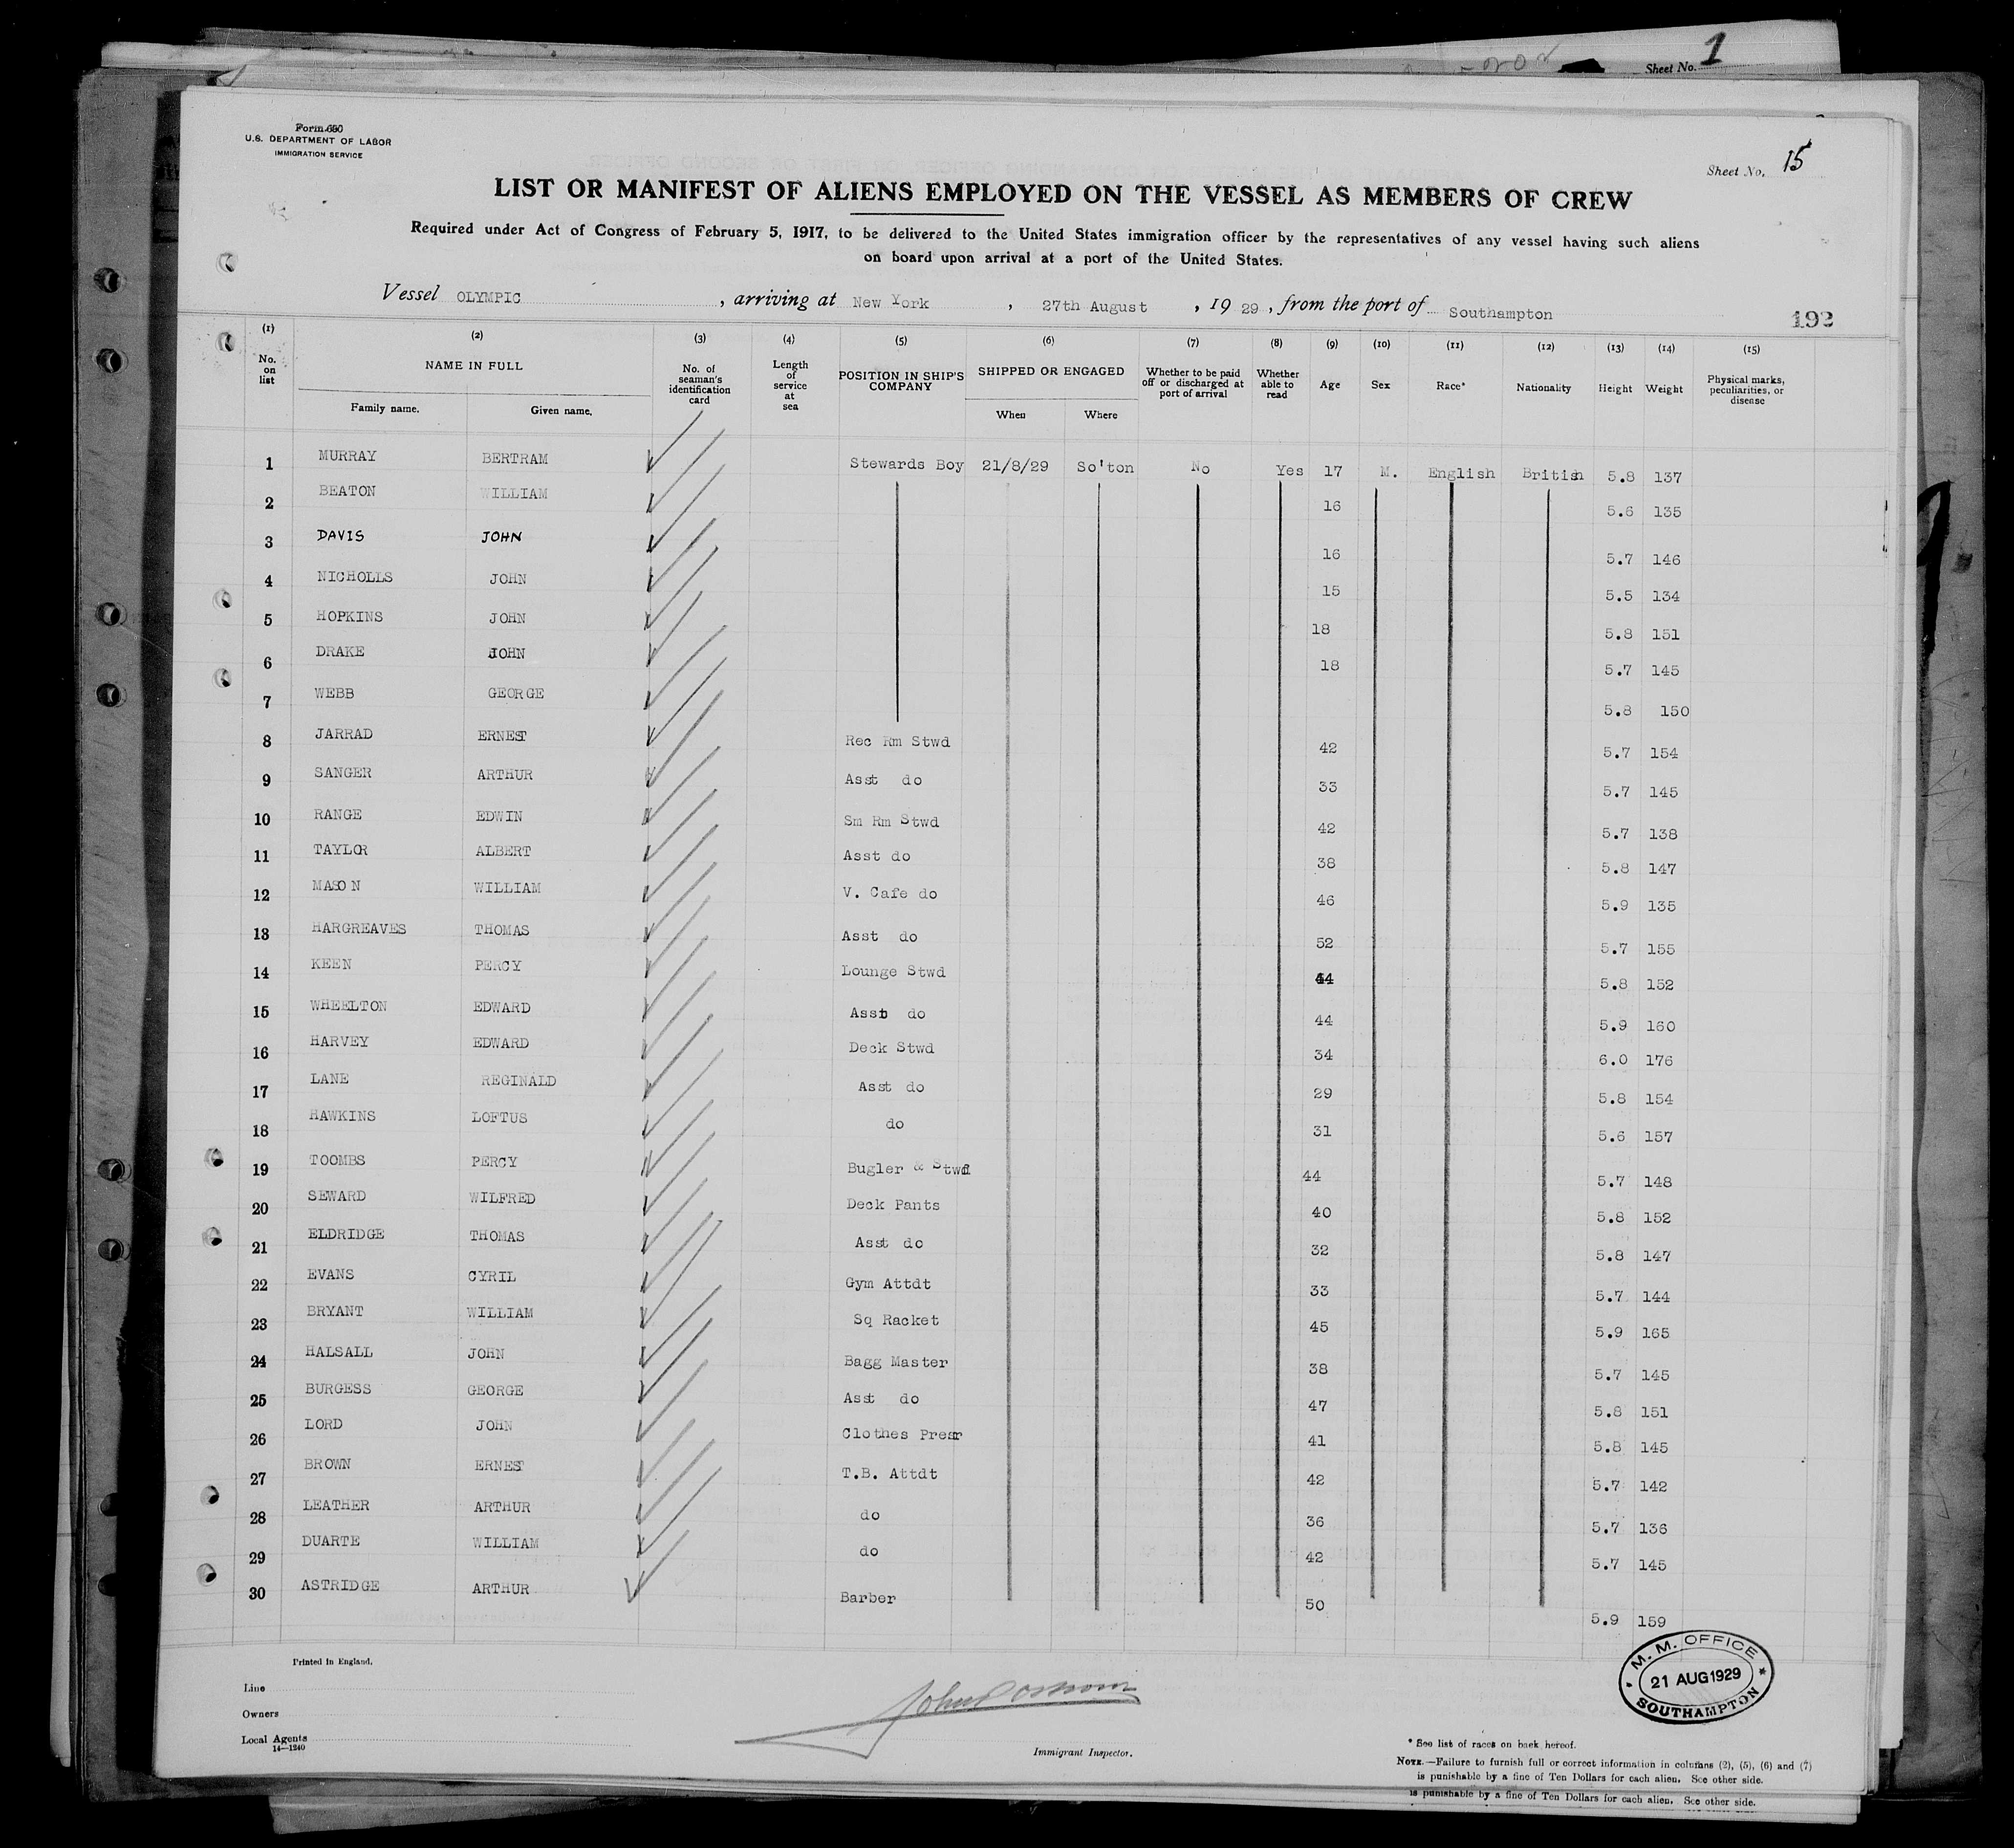 Sheet No. 1
Form 680
U.S. DEPARTMENT OF LABOR
IMMIGRATION SERVICE
Sheet No. 15
LIST OR MANIFEST OF ALIENS EMPLOYED ON THE VESSEL AS MEMBERS OF CREW
Required under Act of Congress of February 5, 1917, to be delivered to the United States immigration officer by the representatives of any vessel having such aliens
on board upon arrival at a port of the United States.
Vessel OLYMPIC, arriving at New York, 27th August, 1929, from the port of Southampton
192
(1) (2) (3) (4) (5) (6) (7) (8) (9) (10) (11) (12) (13) (14) (15)
No. on list NAME IN FULL Family name. Given name. No. of seaman's identification card Length of service at sea POSITION IN SHIP'S COMPANY SHIPPED OR ENGAGED When Where Whether to be paid off or discharged at port of arrival Whether able to read Age Sex Race* Nationality Height Weight Physical marks, peculiarities, or disease
1 MURRAY BERTRAM Stewards Boy 21/8/29 So'ton No Yes 17 M. English British 5.8 137
2 BEATON WILLIAM 16 5.6 135
3 DAVIS JOHN 16 5.7 146
4 NICHOLLS JOHN 15 5.5 134
5 HOPKINS JOHN 18 5.8 151
6 DRAKE JOHN 18 5.7 145
7 WEBB GEORGE 5.8 150
8 JARRAD ERNEST Rec Rm Stwd 42 5.7 154
9 SANGER ARTHUR Asst do 33 5.7 145
10 RANGE EDWIN Sm Rm Stwd 42 5.7 138
11 TAYLOR ALBERT Asst do 38 5.8 147
12 MASON WILLIAM V. Cafe do 46 5.9 135
13 HARGREAVES THOMAS Asst do 52 5.7 155
14 KEEN PERCY Lounge Stwd 44 5.8 152
15 WHEELTON EDWARD Asst do 44 5.9 160
16 HARVEY EDWARD Deck Stwd 34 6.0 176
17 LANE REGINALD Asst do 29 5.8 154
18 HAWKINS LOFTUS do 31 5.6 157
19 TOOMBS PERCY Bugler & Stwd 44 5.7 148
20 SEWARD WILFRED Deck Pants 40 5.8 152
21 ELDRIDGE THOMAS Asst do 32 5.8 147
22 EVANS CYRIL Gym Attdt 33 5.7 144
23 BRYANT WILLIAM Sq Racket 45 5.9 165
24 HALSALL JOHN Bagg Master 38 5.7 145
25 BURGESS GEORGE Asst do 47 5.8 151
26 LORD JOHN Clothes Presr 41 5.8 145
27 BROWN ERNEST T.B. Attdt 42 5.7 142
28 LEATHER ARTHUR do 36 5.7 136
29 DUARTE WILLIAM do 42 5.7 145
30 ASTRIDGE ARTHUR Barber 50 5.9 159
Printed in England.
Line
Owners
Local Agents
14—1240
Immigrant Inspector.
M. M. OFFICE
21 AUG 1929
SOUTHAMPTON
* See list of races on back hereof.
NOTE.—Failure to furnish full or correct information in columns (2), (5), (6) and (7)
is punishable by a fine of Ten Dollars for each alien. See other side.
is punishable by a fine of Ten Dollars for each alien. See other side.